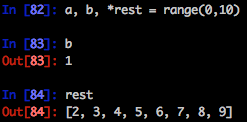 In [82]: a, b, *rest = range(0,10)
In [83]: b
Out[83]: 1
In [84]: rest
Out[84]: [2, 3, 4, 5, 6, 7, 8, 9]